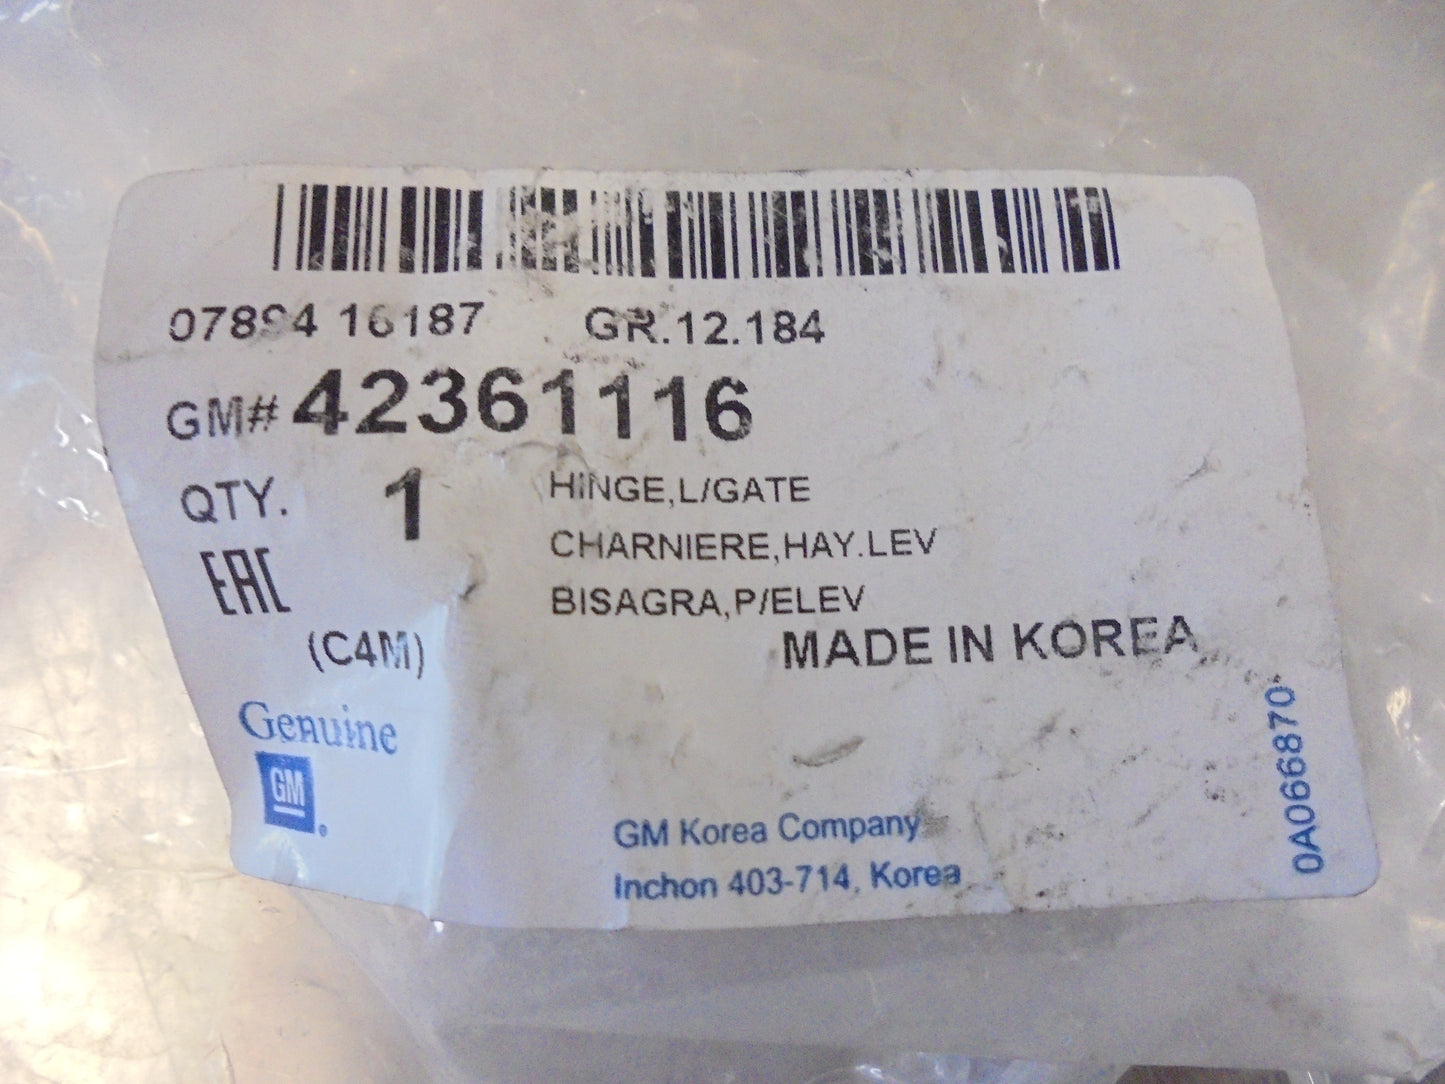 07894 16187 GR.12.184
GM# 42361116
QTY. 1 HINGE,L/GATE
CHARNIERE,HAY.LEV
EAC
BISAGRA,P/ELEV
(C4M) MADE IN KOREA
Genuine
GM
GM Korea Company
Inchon 403-714, Korea
0A066870